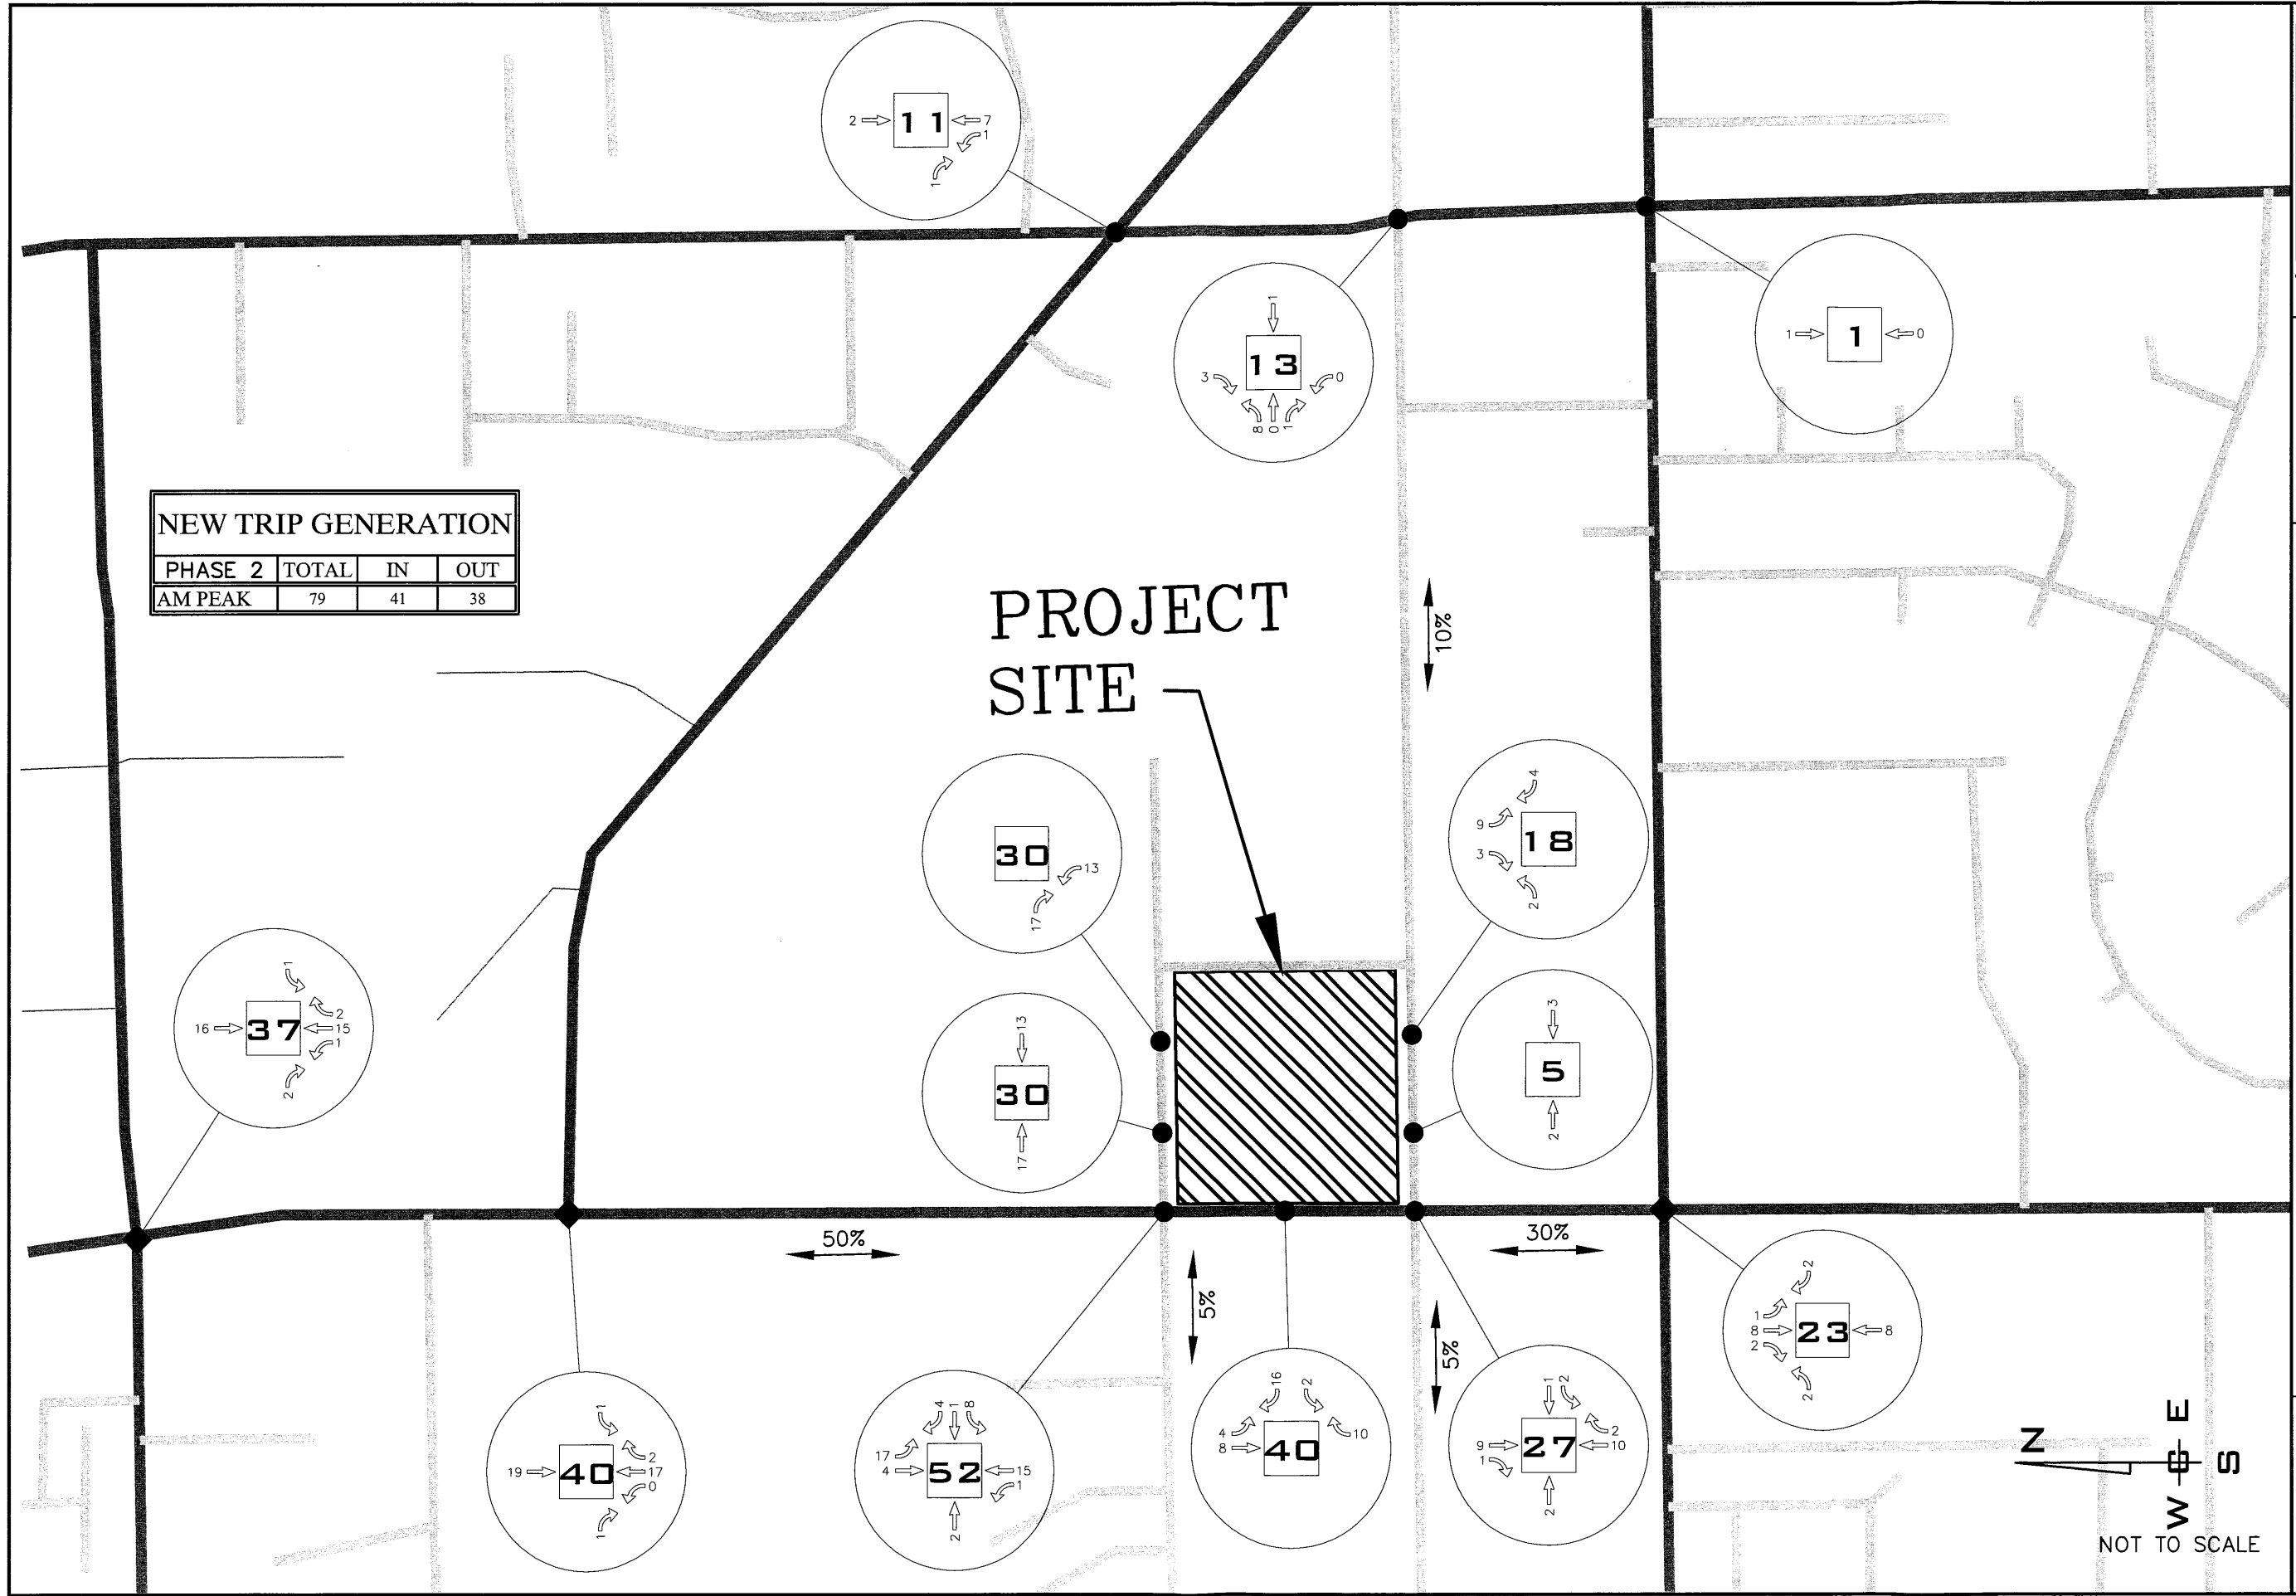 2 11 7
1
1
1
13
3 0
8 0 1
1 1 0
NEW TRIP GENERATION
PHASE 2 TOTAL IN OUT
AM PEAK 79 41 38
PROJECT
SITE
10%
30
13
17
4
9
18
3
2
1
2
16 37 15
1
2
13
30
17
3
5
2
50%
30%
5%
5%
2
1
8 23 8
2
2
1
2
19 40 17
0
1
4 1 8
17
4 52 15
1
2
16 2
4 10
8 40
1 2
2
9 27 10
1
2
N
W E
S
NOT TO SCALE